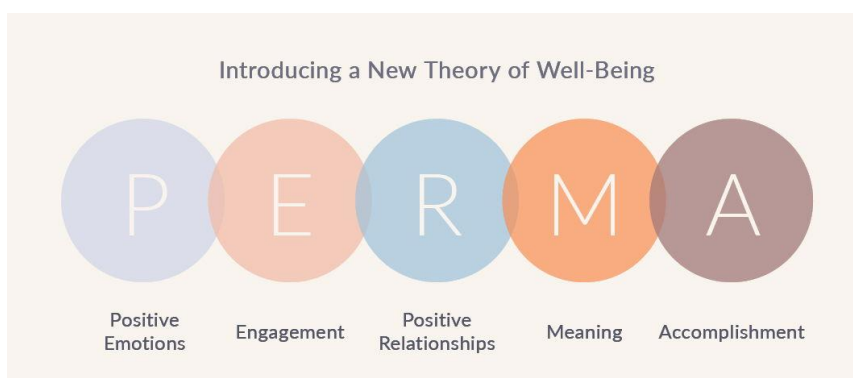 Introducing a New Theory of Well-Being
P E R M A
Positive
Emotions
Engagement
Positive
Relationships
Meaning
Accomplishment